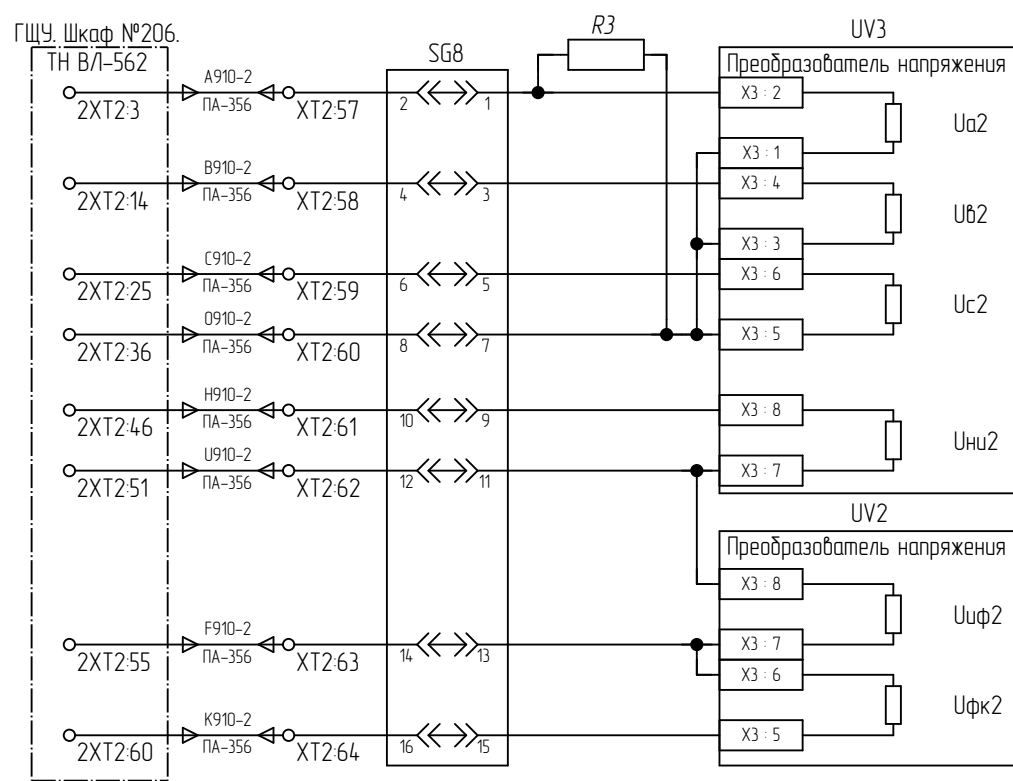 ГЩУ. Шкаф №206.
ТН ВЛ-562
SG8
R3
UV3
Преобразователь напряжения
2XT2:3
A910-2
ПА-356
XT2:57
2
1
X3 : 2
Uа2
X3 : 1
2XT2:14
B910-2
ПА-356
XT2:58
4
3
X3 : 4
Uв2
X3 : 3
2XT2:25
C910-2
ПА-356
XT2:59
6
5
X3 : 6
Uс2
2XT2:36
O910-2
ПА-356
XT2:60
8
7
X3 : 5
2XT2:46
H910-2
ПА-356
XT2:61
10
9
X3 : 8
Uни2
2XT2:51
U910-2
ПА-356
XT2:62
12
11
X3 : 7
UV2
Преобразователь напряжения
X3 : 8
Uиф2
2XT2:55
F910-2
ПА-356
XT2:63
14
13
X3 : 7
X3 : 6
Uфк2
2XT2:60
K910-2
ПА-356
XT2:64
16
15
X3 : 5